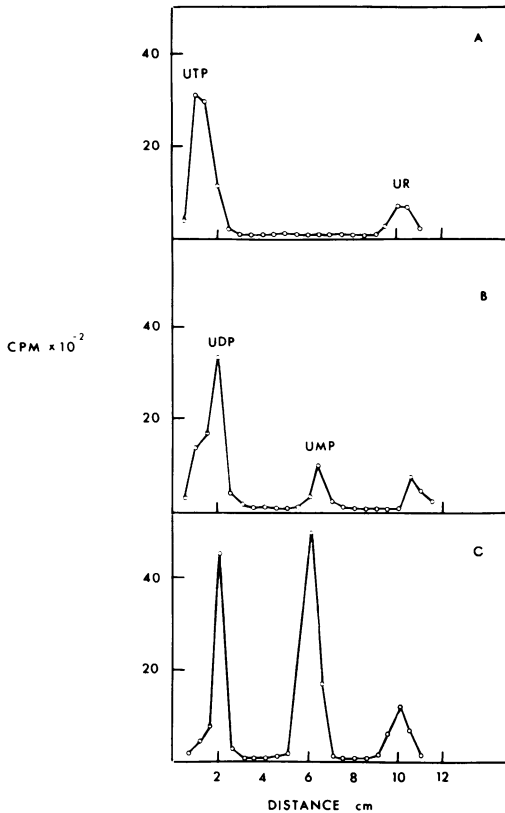 A
40
UTP
20
UR
B
CPM ×10⁻²
40
UDP
20
UMP
C
40
20
2 4 6 8 10 12
DISTANCE cm